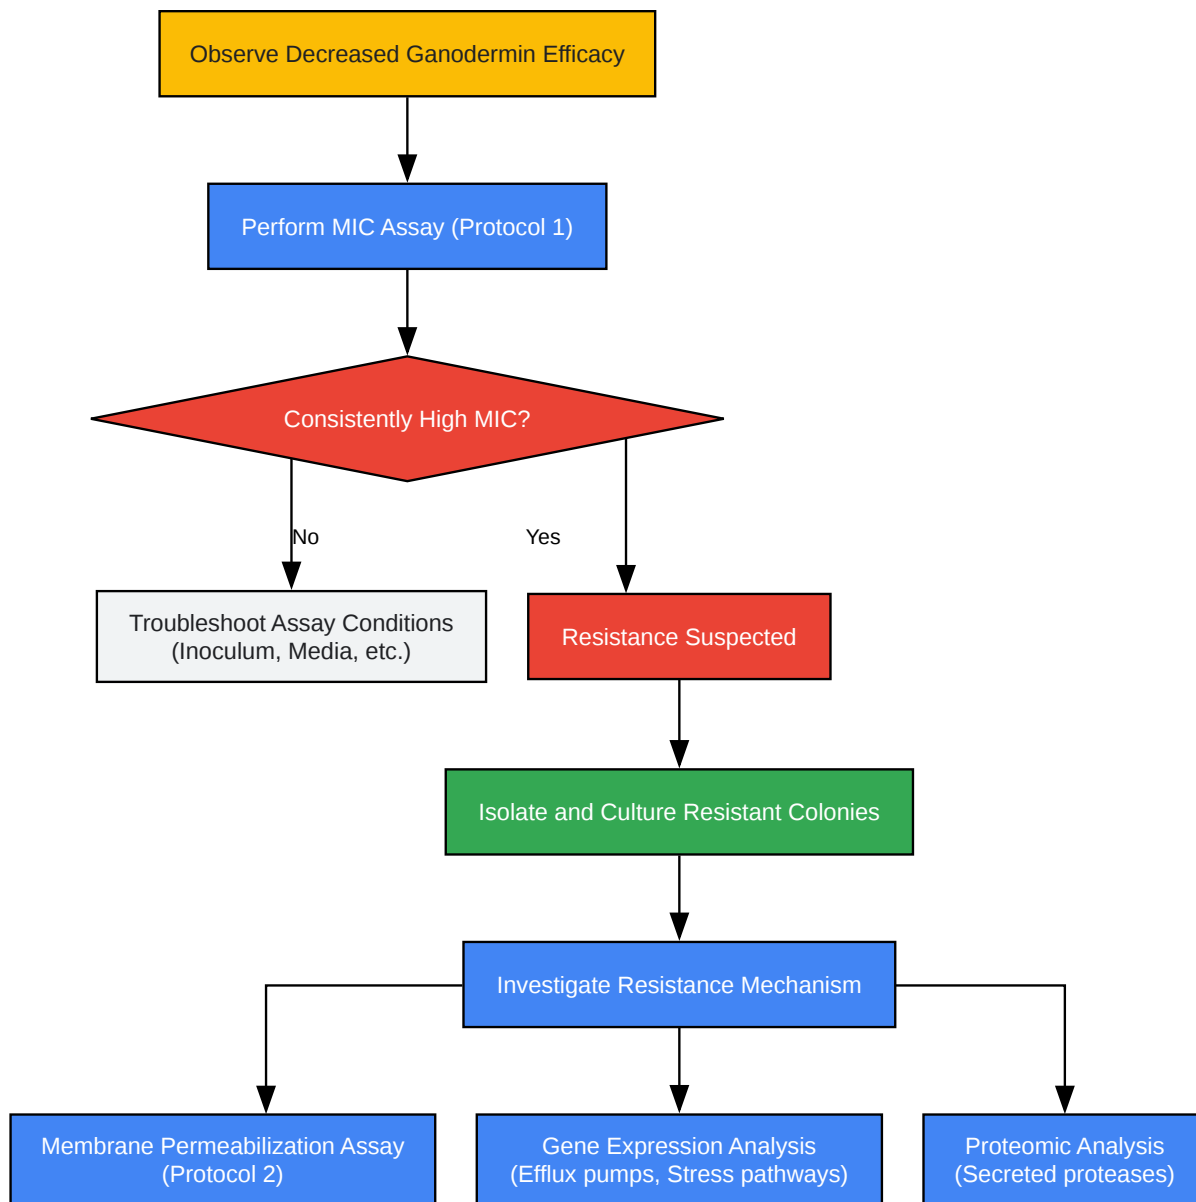 Observe Decreased Ganodermin Efficacy
Perform MIC Assay (Protocol 1)
Consistently High MIC?
No
Yes
Troubleshoot Assay Conditions
(Inoculum, Media, etc.)
Resistance Suspected
Isolate and Culture Resistant Colonies
Investigate Resistance Mechanism
Membrane Permeabilization Assay
(Protocol 2)
Gene Expression Analysis
(Efflux pumps, Stress pathways)
Proteomic Analysis
(Secreted proteases)